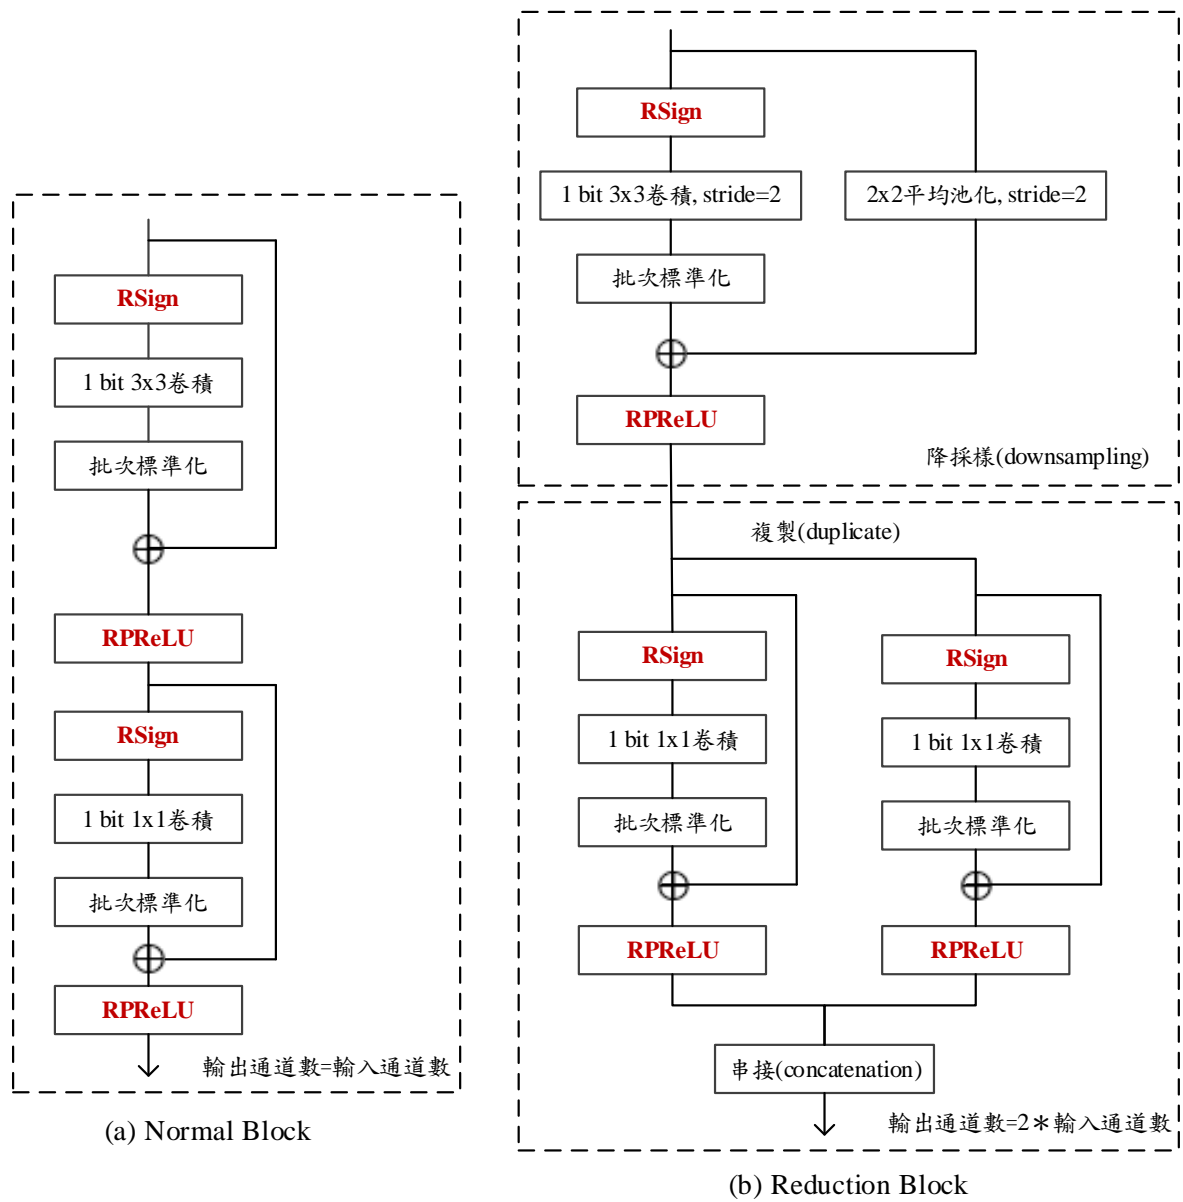 RSign
1 bit 3x3卷積
批次標準化
RPReLU
RSign
1 bit 1x1卷積
批次標準化
RPReLU
輸出通道數=輸入通道數
(a) Normal Block
RSign
1 bit 3x3卷積, stride=2
2x2平均池化, stride=2
批次標準化
RPReLU
降採樣(downsampling)
複製(duplicate)
RSign
RSign
1 bit 1x1卷積
1 bit 1x1卷積
批次標準化
批次標準化
RPReLU
RPReLU
串接(concatenation)
輸出通道數=2＊輸入通道數
(b) Reduction Block